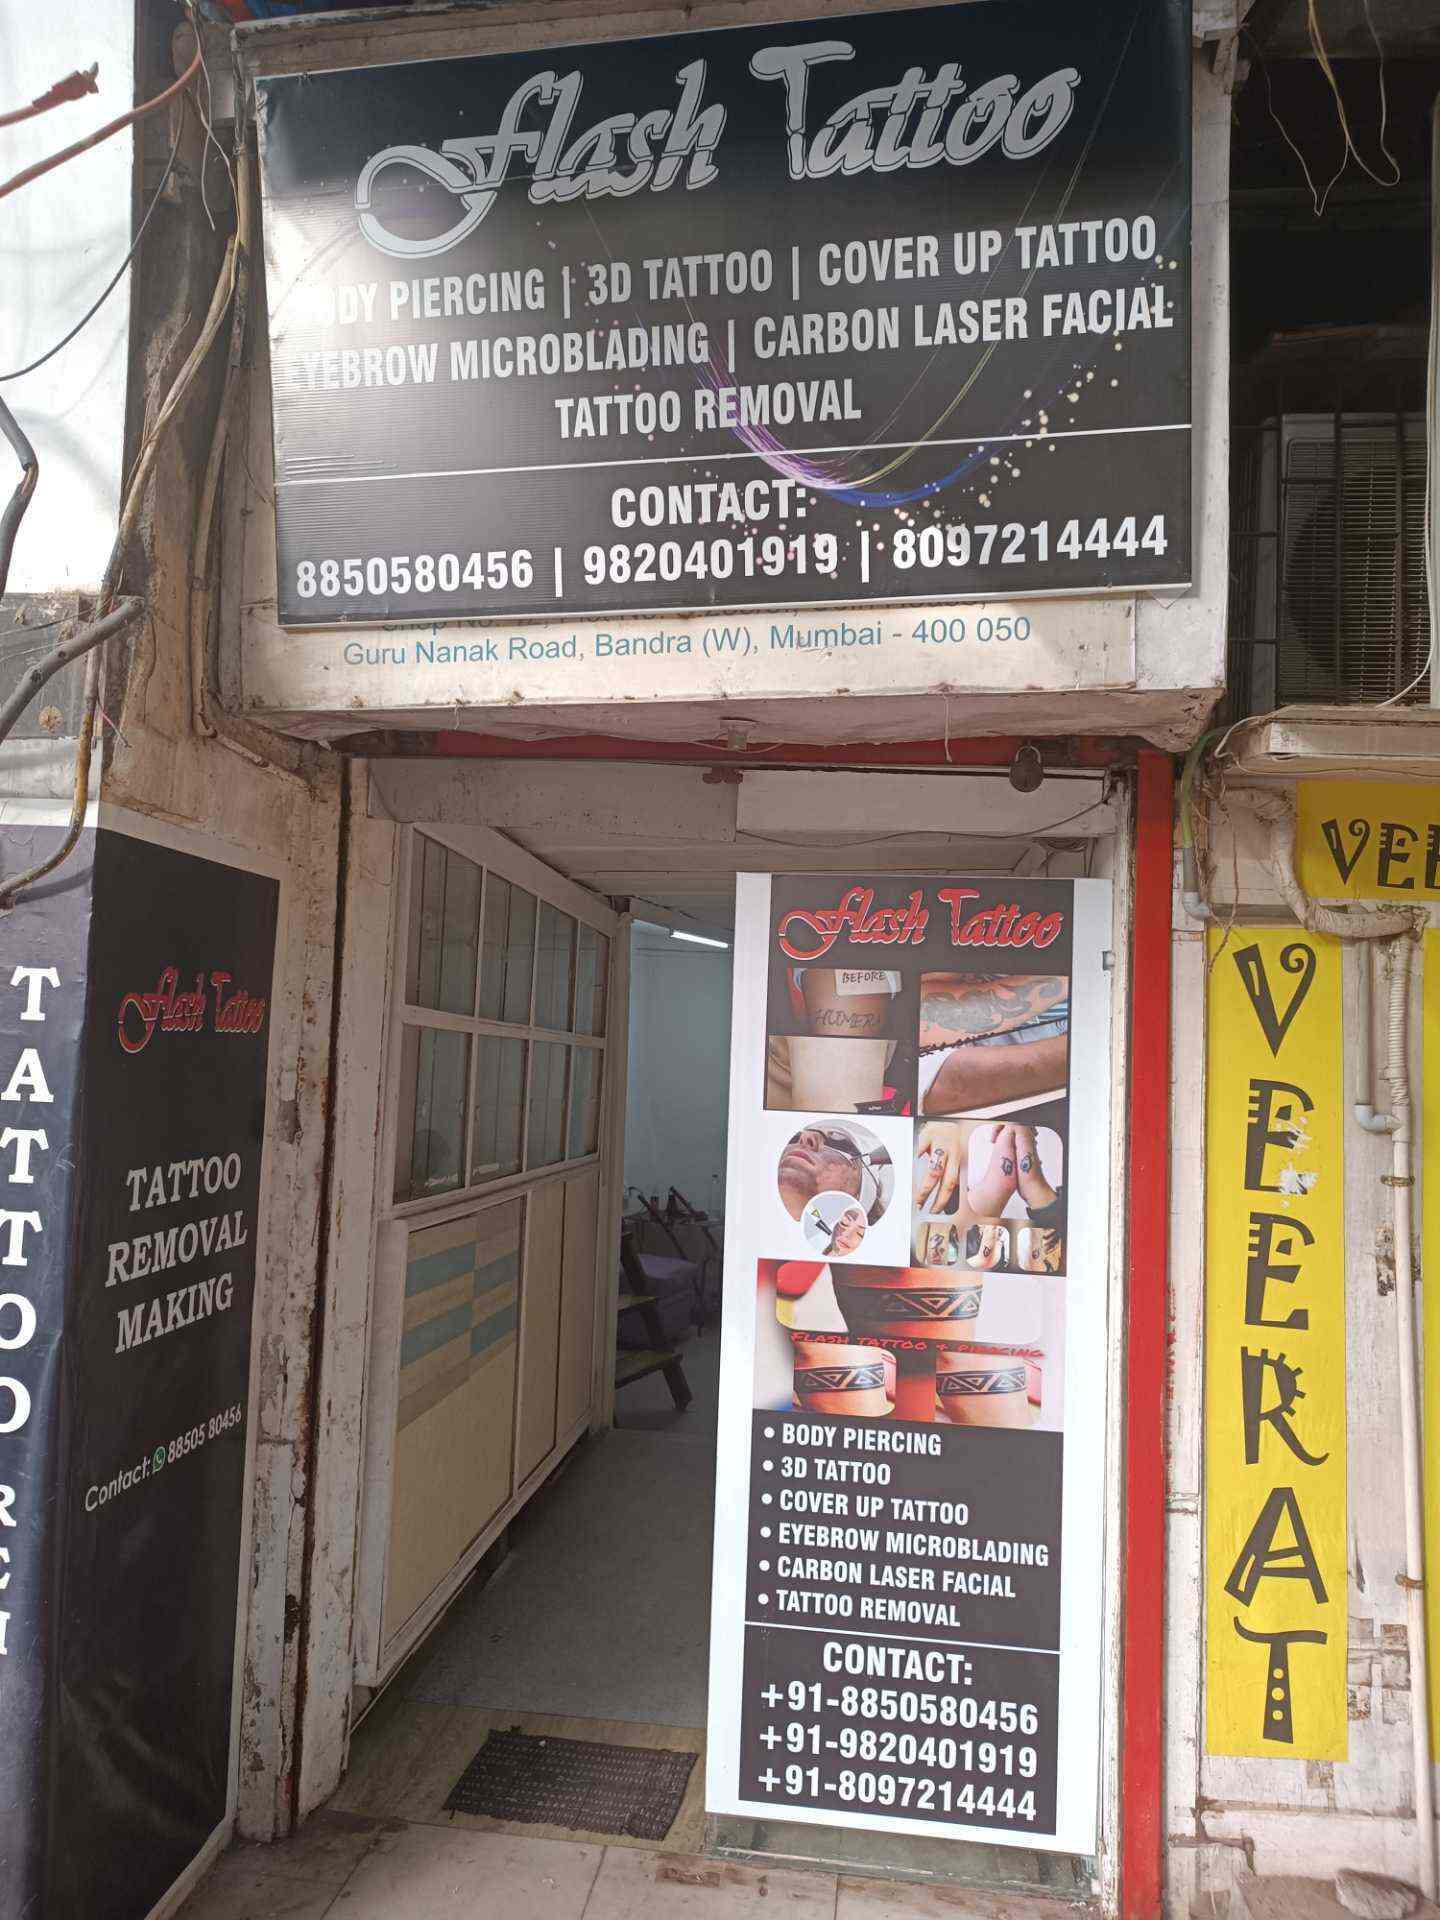 Flash Tattoo
BODY PIERCING | 3D TATTOO | COVER UP TATTOO
EYEBROW MICROBLADING | CARBON LASER FACIAL
TATTOO REMOVAL
CONTACT:
8850580456 | 9820401919 | 8097214444
Guru Nanak Road, Bandra (W), Mumbai - 400 050
TATTOO
Flash Tattoo
TATTOO
REMOVAL
MAKING
Contact: 88505 80456
Flash Tattoo
BEFORE
HUMERA
FLASH TATTOO & PIERCING
• BODY PIERCING
• 3D TATTOO
• COVER UP TATTOO
• EYEBROW MICROBLADING
• CARBON LASER FACIAL
• TATTOO REMOVAL
CONTACT:
+91-8850580456
+91-9820401919
+91-8097214444
VEERAT